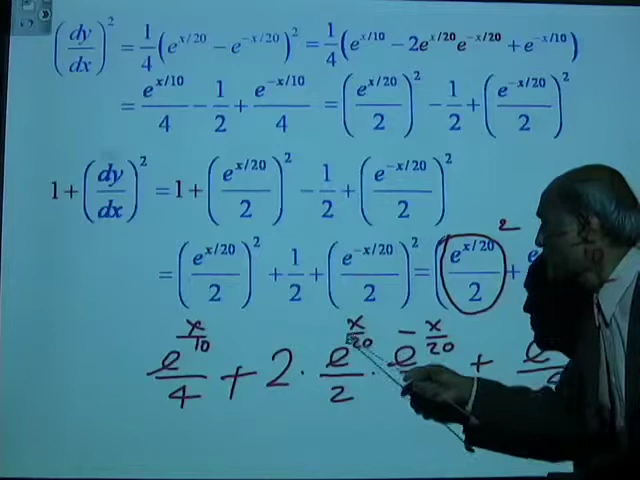 (dy/dx)² = 1/4 (e^(x/20) − e^(−x/20))² = 1/4 (e^(x/10) − 2e^(x/20) e^(−x/20) + e^(−x/10))
= e^(x/10)/4 − 1/2 + e^(−x/10)/4 = (e^(x/20)/2)² − 1/2 + (e^(−x/20)/2)²
1 + (dy/dx)² = 1 + (e^(x/20)/2)² − 1/2 + (e^(−x/20)/2)²
= (e^(x/20)/2)² + 1/2 + (e^(−x/20)/2)² = (e^(x/20)/2 + e 2
e^(x/10)/4 + 2 · e^(x/20)/2 · e^(−x/20) + e